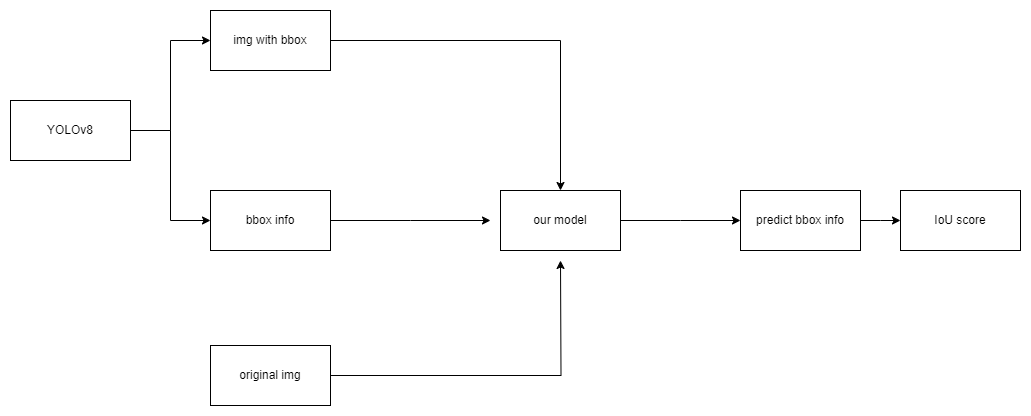 img with bbox
YOLOv8
bbox info
our model
predict bbox info
IoU score
original img